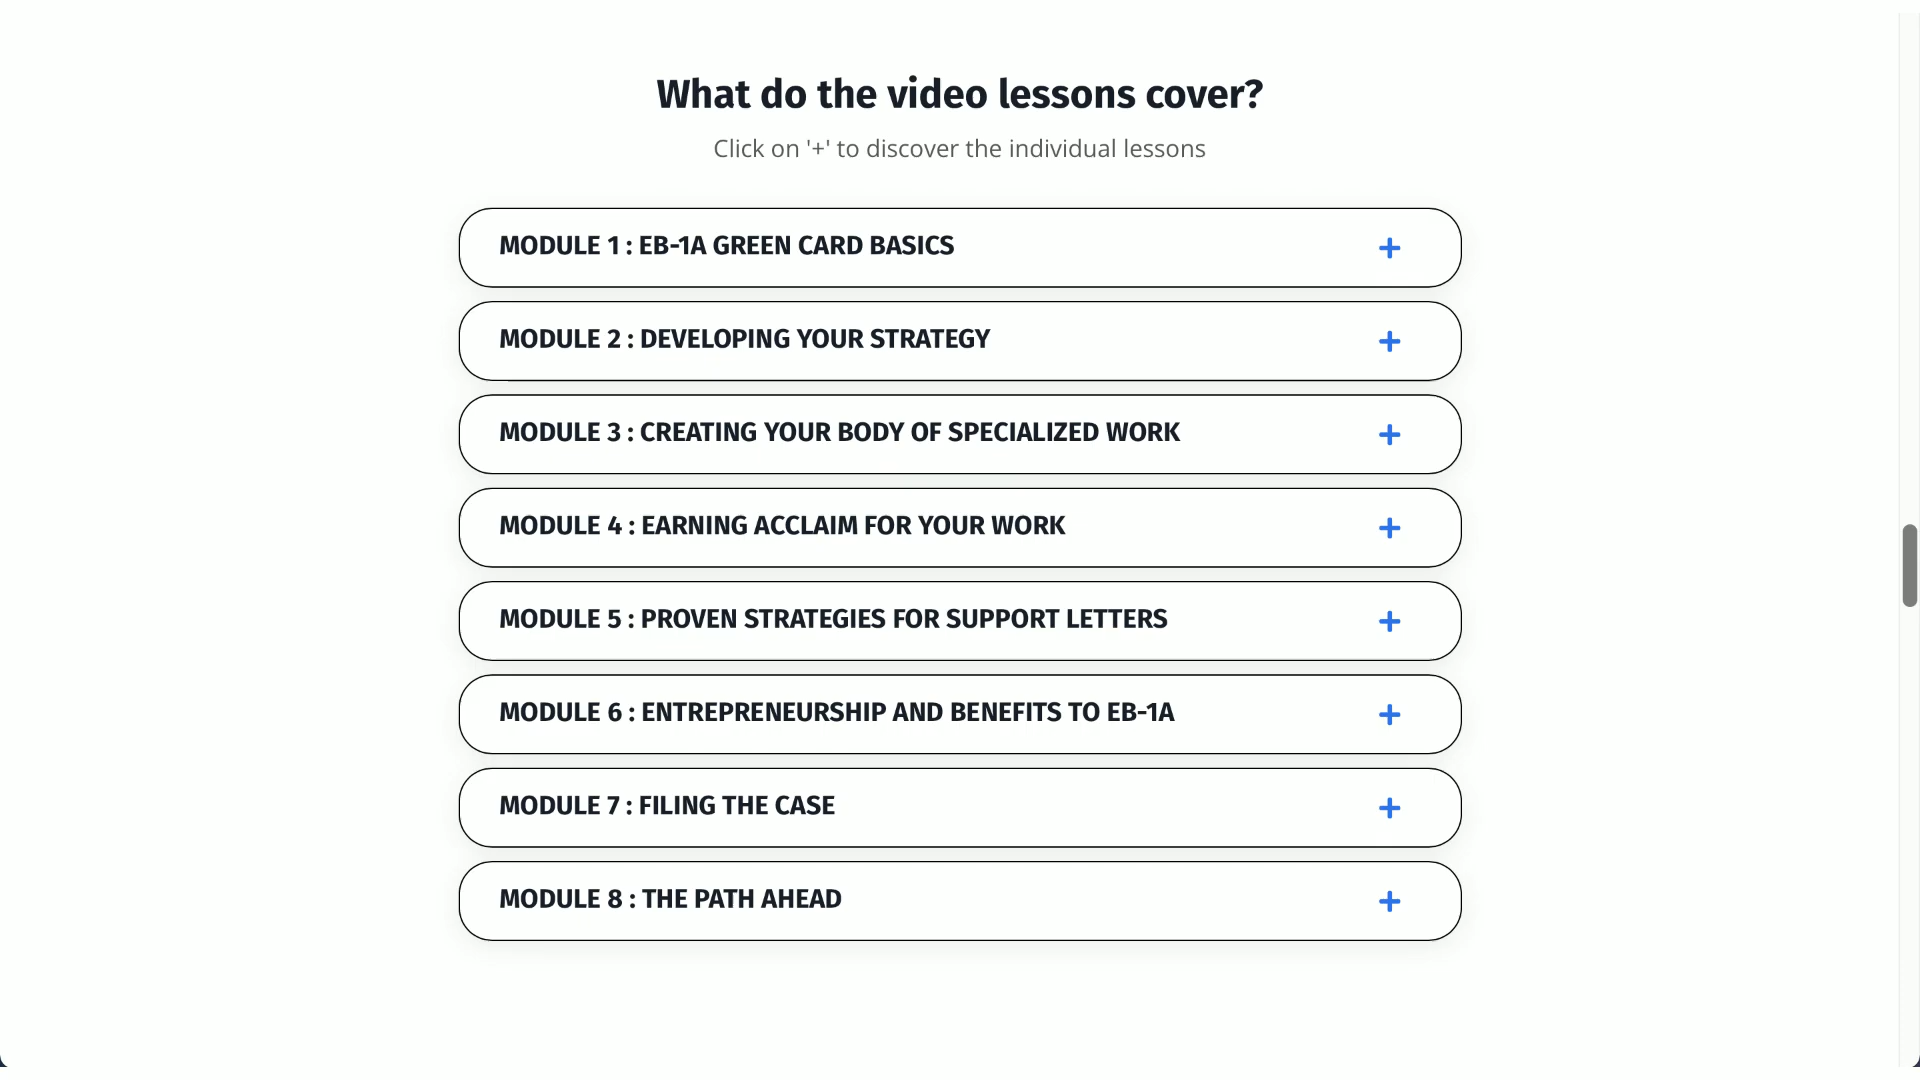 What do the video lessons cover?
Click on '+' to discover the individual lessons
MODULE 1 : EB-1A GREEN CARD BASICS +
MODULE 2 : DEVELOPING YOUR STRATEGY +
MODULE 3 : CREATING YOUR BODY OF SPECIALIZED WORK +
MODULE 4 : EARNING ACCLAIM FOR YOUR WORK +
MODULE 5 : PROVEN STRATEGIES FOR SUPPORT LETTERS +
MODULE 6 : ENTREPRENEURSHIP AND BENEFITS TO EB-1A +
MODULE 7 : FILING THE CASE +
MODULE 8 : THE PATH AHEAD +